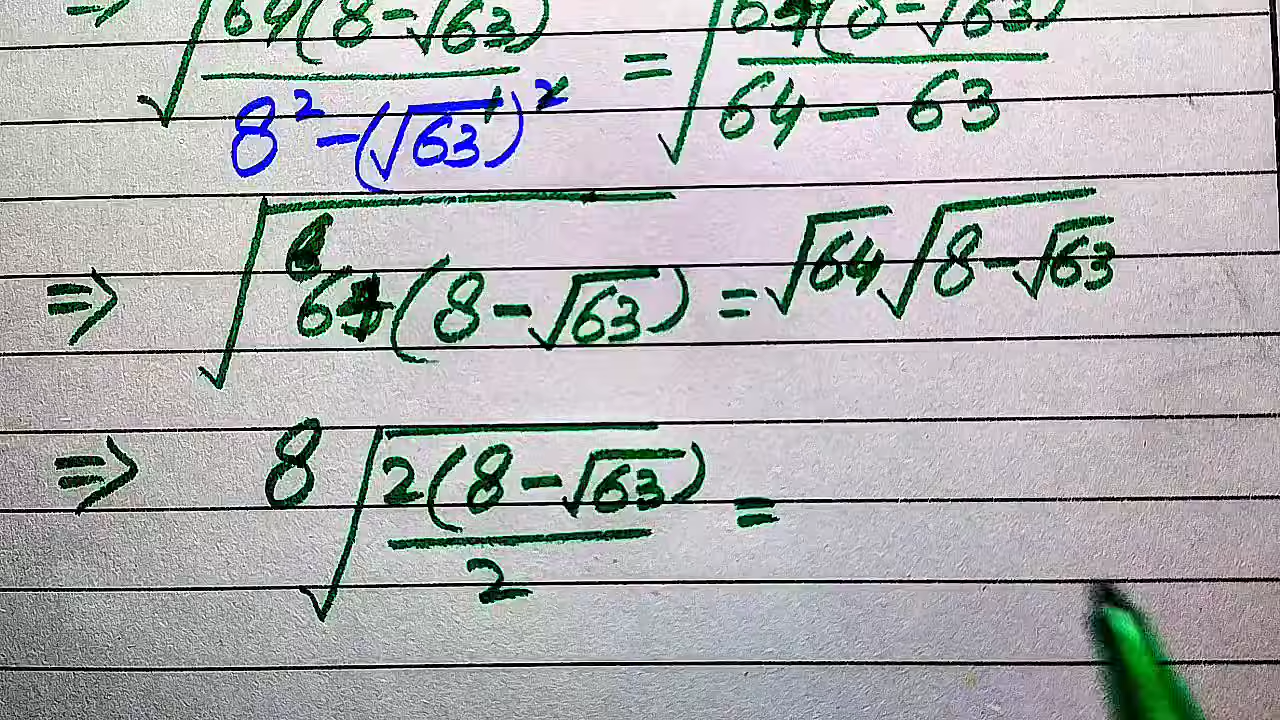 ⇒ √(64(8-√63) / 8² - (√63)²) = √(64(8-√63) / 64 - 63)
⇒ √(64(8-√63)) = √64 √(8-√63)
⇒ 8 √(2(8-√63) / 2) =